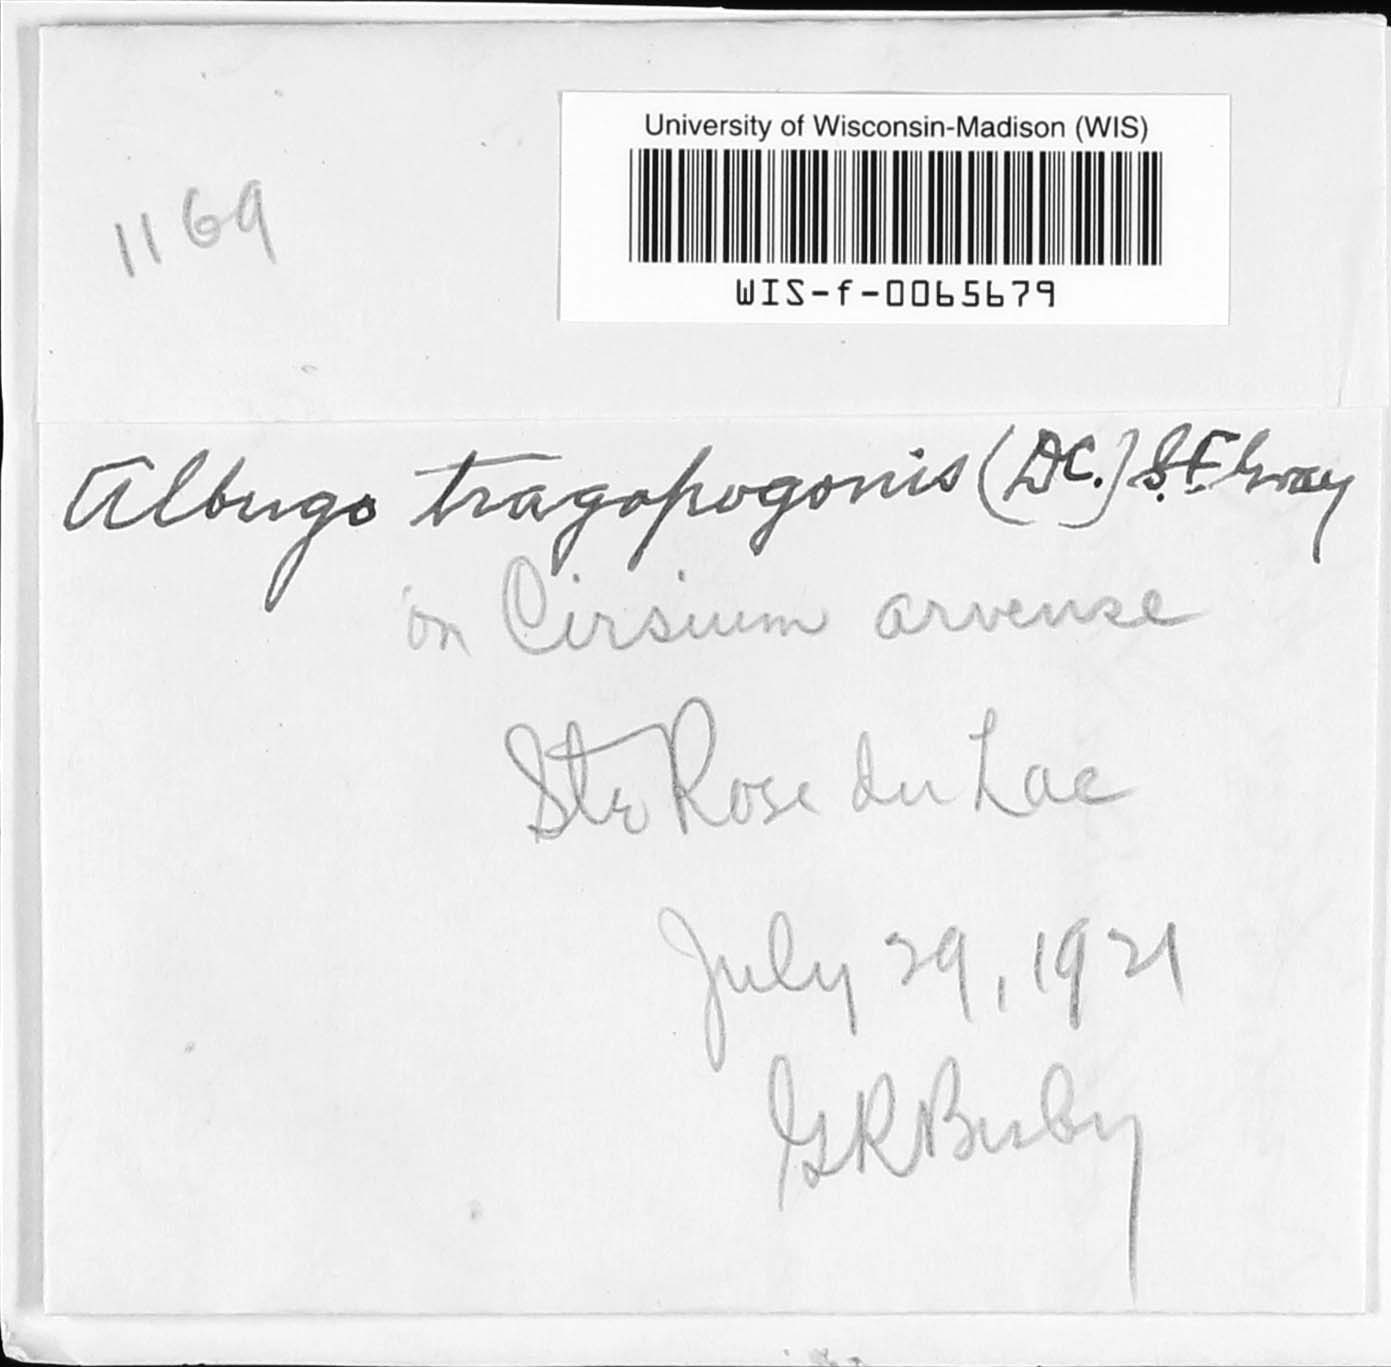 University of Wisconsin-Madison (WIS)
1169
WIS-f-0065679
Albugo tragopogonis (DC.) S.F. Gray
on Cirsium arvense
Ste Rose du Lac
July 29, 1921
GRBisby